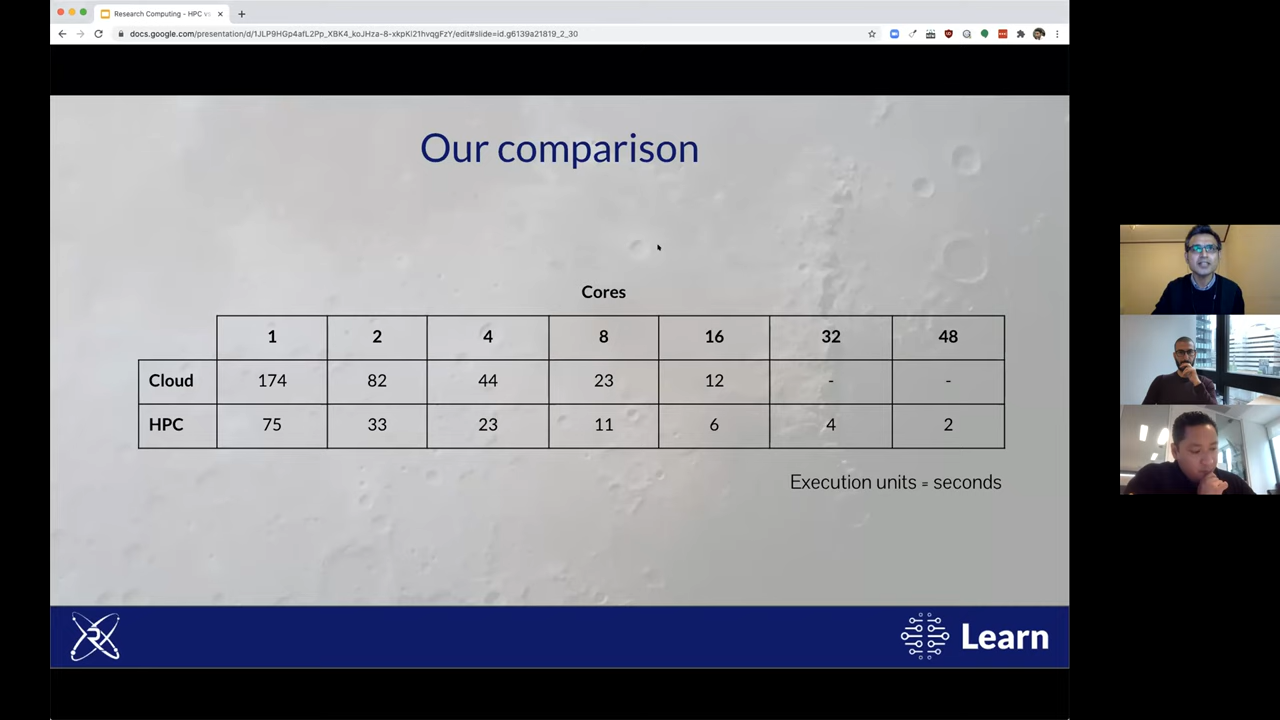 Research Computing - HPC vs
docs.google.com/presentation/d/1JLP9HGp4afL2Pp_XBK4_koJHza-8-xkpKl21hvqgFzY/edit#slide=id.g6139a21819_2_30
Our comparison
Cores
1 2 4 8 16 32 48
Cloud 174 82 44 23 12 - -
HPC 75 33 23 11 6 4 2
Execution units = seconds
Learn